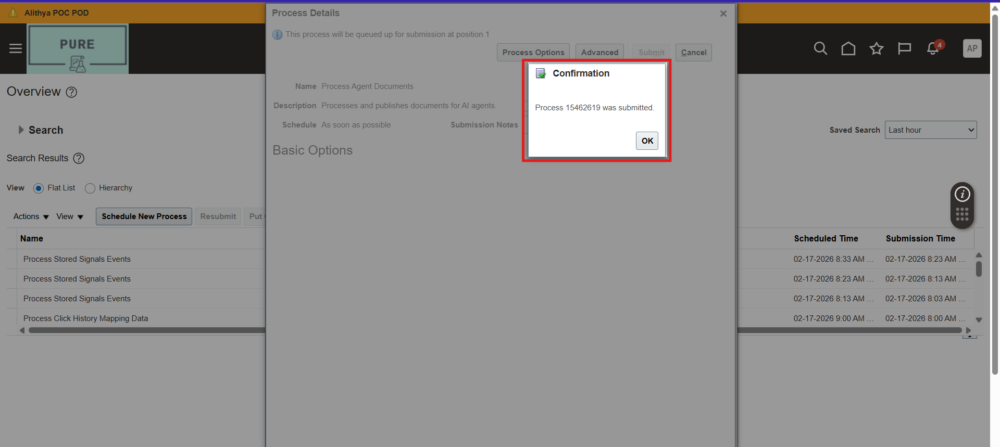 Alithya POC POD
PURE
4
AP
Process Details
This process will be queued up for submission at position 1
Process Options
Advanced
Submit
Cancel
Name Process Agent Documents
Description Processes and publishes documents for AI agents.
Schedule As soon as possible
Submission Notes
Basic Options
Confirmation
Process 15462619 was submitted.
OK
Overview
Search
Saved Search Last hour
Search Results
View Flat List Hierarchy
Actions View Schedule New Process Resubmit Put
Name Scheduled Time Submission Time
Process Stored Signals Events 02-17-2026 8:33 AM ... 02-17-2026 8:23 AM ...
Process Stored Signals Events 02-17-2026 8:23 AM ... 02-17-2026 8:13 AM ...
Process Stored Signals Events 02-17-2026 8:13 AM ... 02-17-2026 8:03 AM ...
Process Click History Mapping Data 02-17-2026 9:00 AM ... 02-17-2026 8:00 AM ...